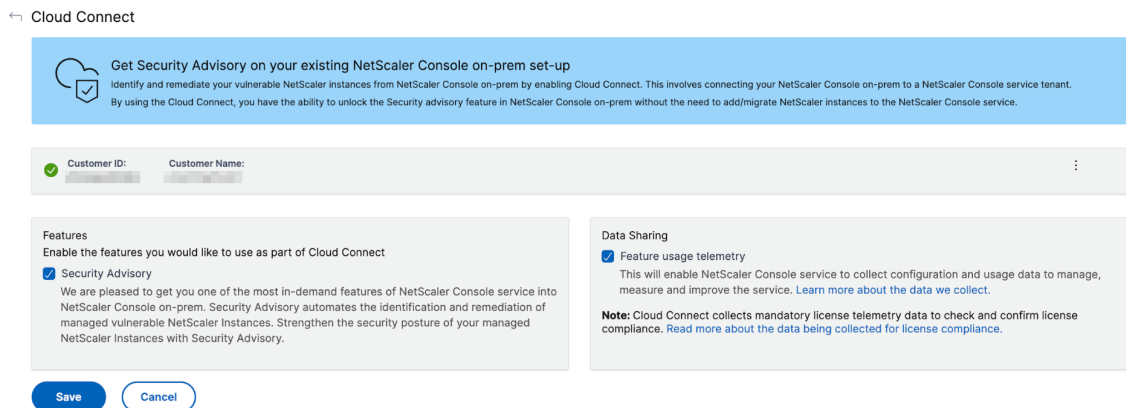 Cloud Connect
Get Security Advisory on your existing NetScaler Console on-prem set-up
Identify and remediate your vulnerable NetScaler instances from NetScaler Console on-prem by enabling Cloud Connect. This involves connecting your NetScaler Console on-prem to a NetScaler Console service tenant.
By using the Cloud Connect, you have the ability to unlock the Security advisory feature in NetScaler Console on-prem without the need to add/migrate NetScaler instances to the NetScaler Console service.
Customer ID:
Customer Name:
Features
Enable the features you would like to use as part of Cloud Connect
Security Advisory
We are pleased to get you one of the most in-demand features of NetScaler Console service into
NetScaler Console on-prem. Security Advisory automates the identification and remediation of
managed vulnerable NetScaler Instances. Strengthen the security posture of your managed
NetScaler Instances with Security Advisory.
Data Sharing
Feature usage telemetry
This will enable NetScaler Console service to collect configuration and usage data to manage,
measure and improve the service. Learn more about the data we collect.
Note: Cloud Connect collects mandatory license telemetry data to check and confirm license
compliance. Read more about the data being collected for license compliance.
Save
Cancel